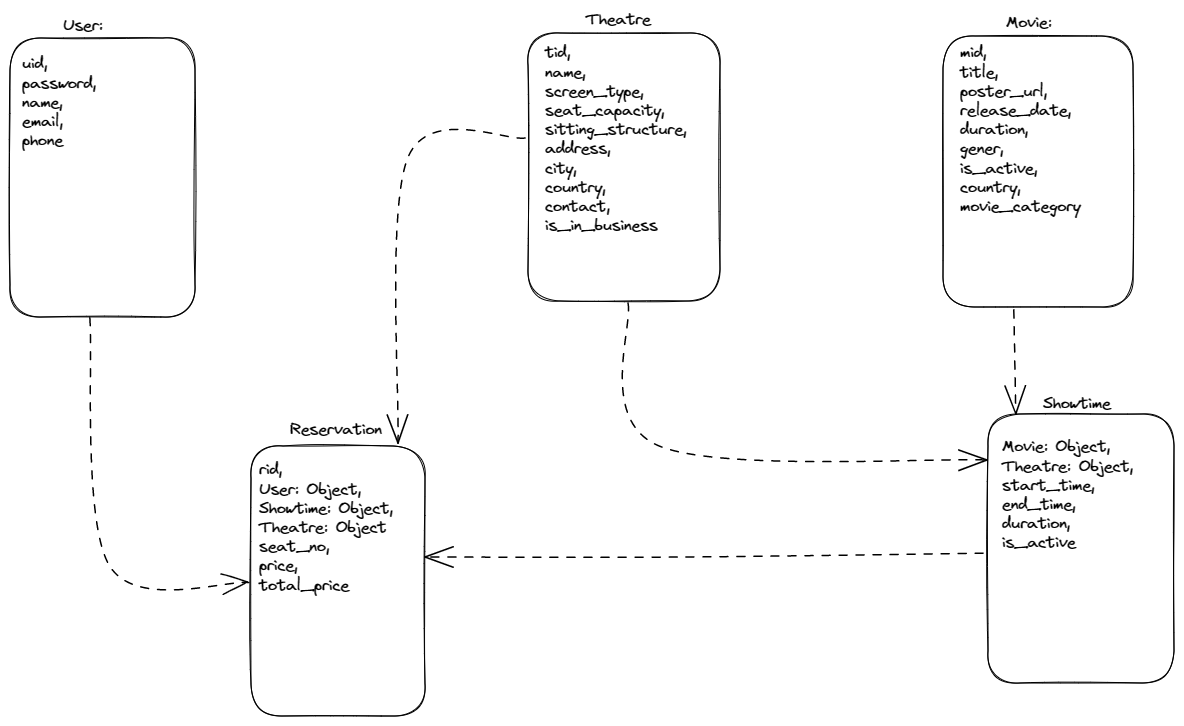 User:
uid,
password,
name,
email,
phone
Theatre
tid,
name,
screen_type,
seat_capacity,
sitting_structure,
address,
city,
country,
contact,
is_in_business
Movie:
mid,
title,
poster_url,
release_date,
duration,
gener,
is_active,
country,
movie_category
Reservation
rid,
User: Object,
Showtime: Object,
Theatre: Object
seat_no,
price,
total_price
Showtime
Movie: Object,
Theatre: Object,
start_time,
end_time,
duration,
is_active